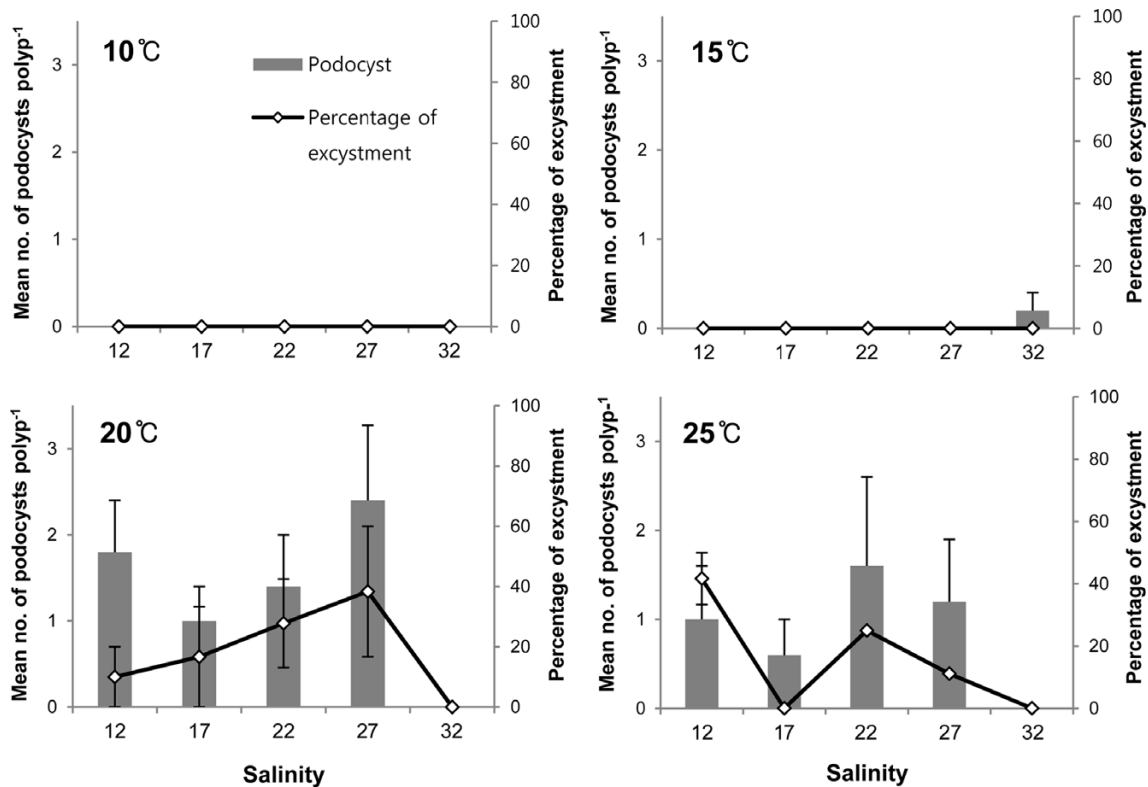 10℃
Podocyst
Percentage of
excystment
Mean no. of podocysts polyp-1
3
2
1
0
100
80
60
40
20
0
Percentage of excystment
12 17 22 27 32
15℃
Mean no. of podocysts polyp-1
3
2
1
0
100
80
60
40
20
0
Percentage of excystment
12 17 22 27 32
20℃
Mean no. of podocysts polyp-1
3
2
1
0
100
80
60
40
20
0
Percentage of excystment
12 17 22 27 32
Salinity
25℃
Mean no. of podocysts polyp-1
3
2
1
0
100
80
60
40
20
0
Percentage of excystment
12 17 22 27 32
Salinity